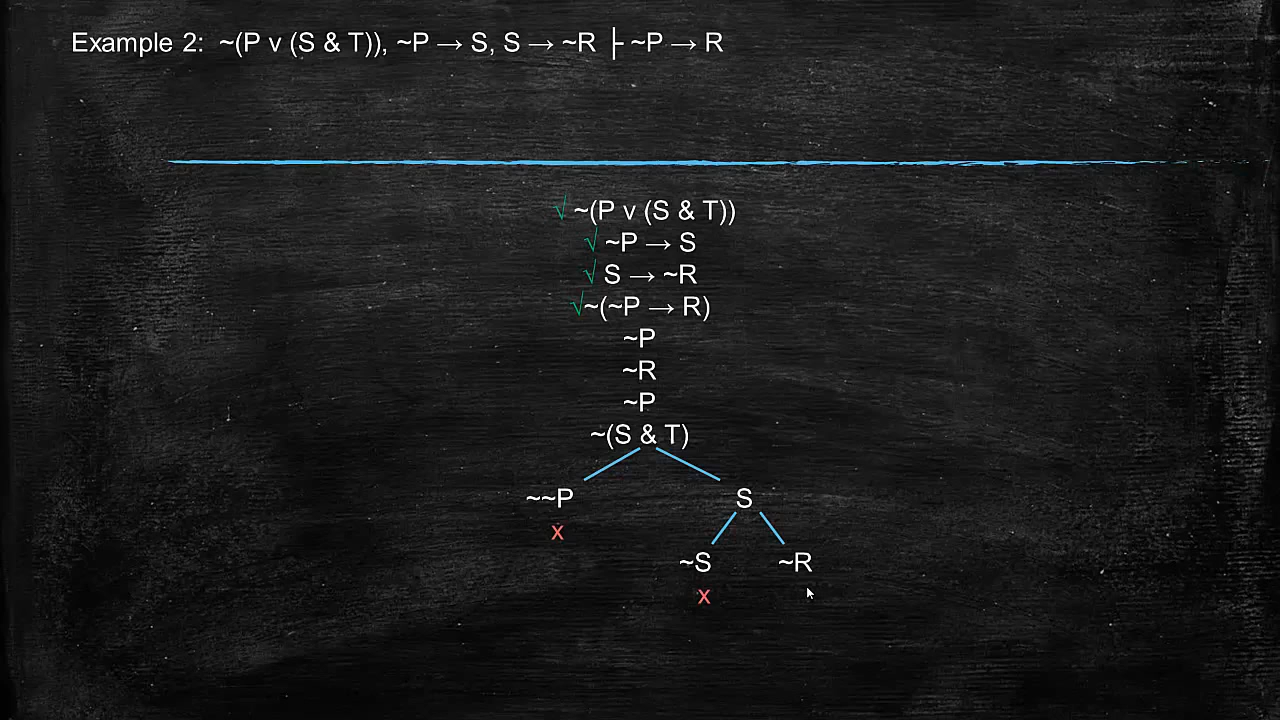 Example 2: ~(P v (S & T)), ~P → S, S → ~R ├ ~P → R
√ ~(P v (S & T))
√ ~P → S
√ S → ~R
√~(~P → R)
~P
~R
~P
~(S & T)
~~P S
x
~S ~R
x